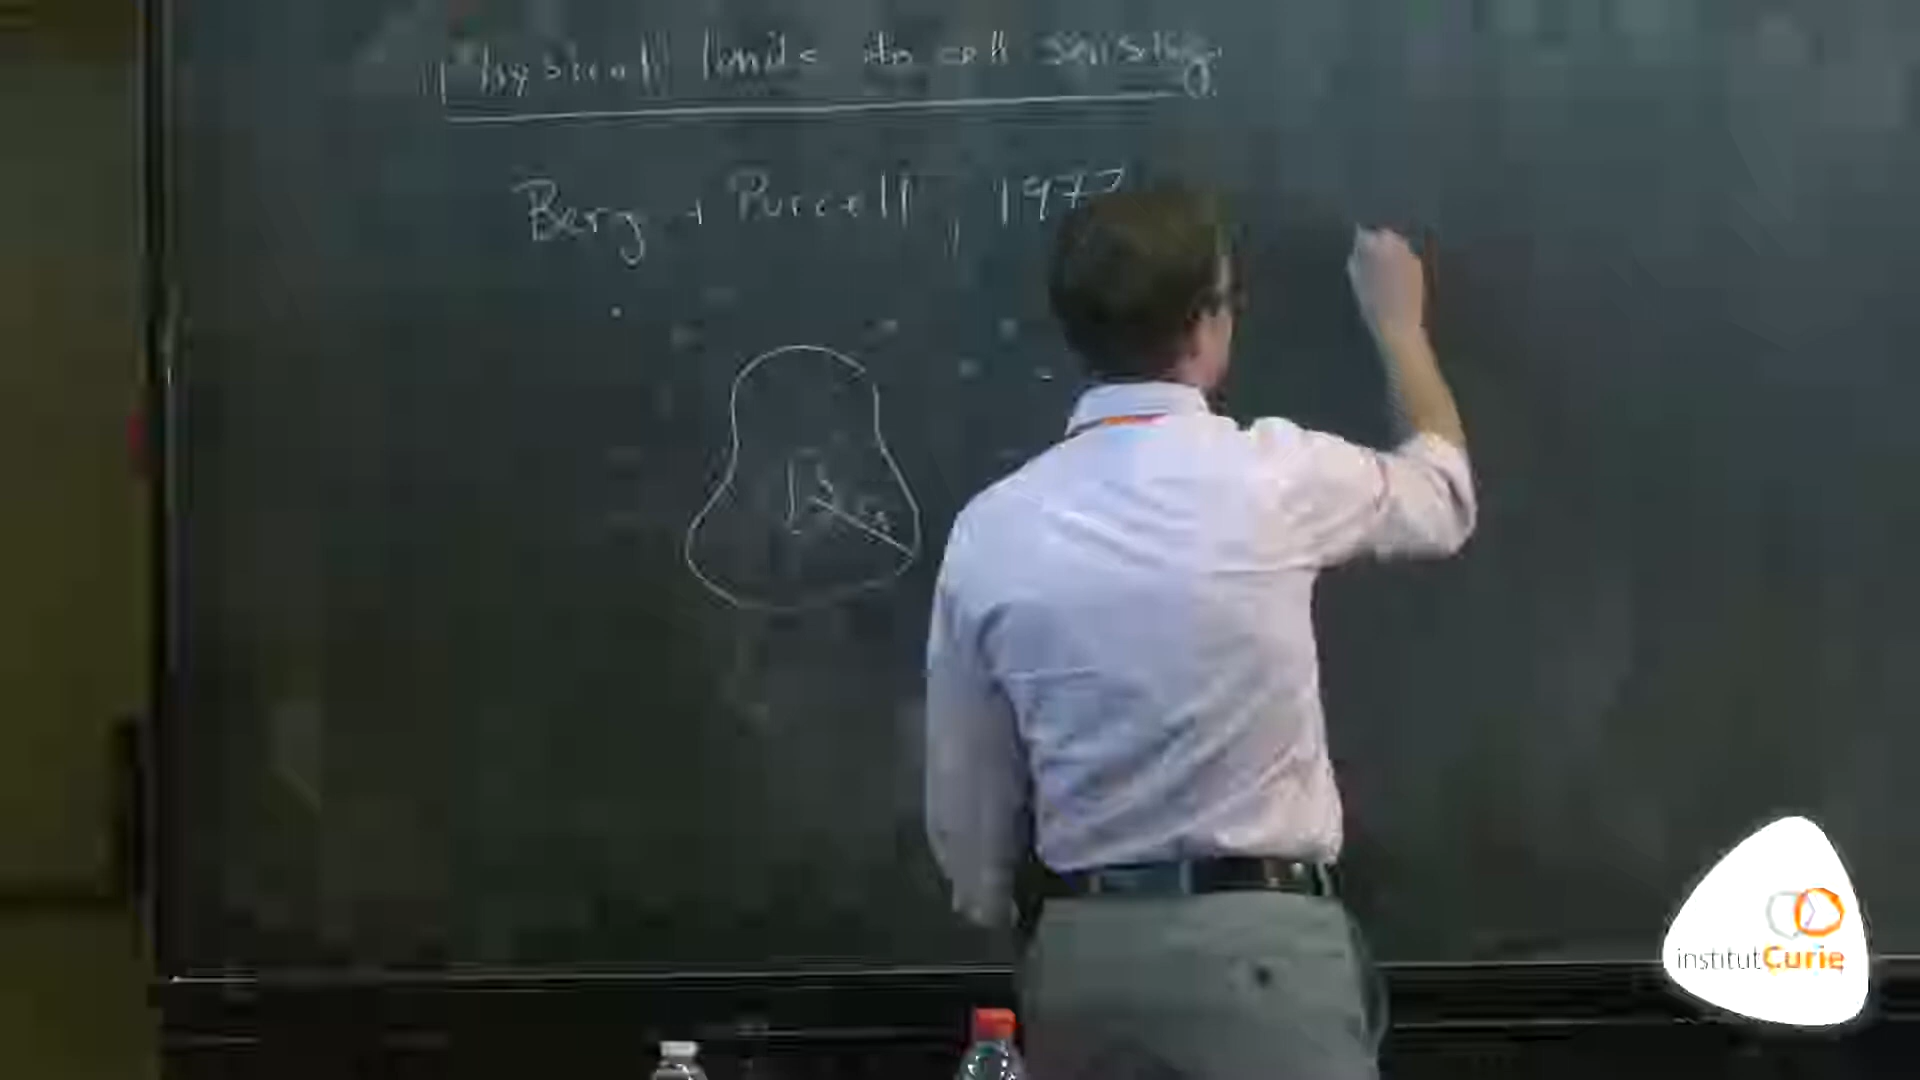 Physical limits to cell sensing
Berg + Purcell, 1977
institutCurie